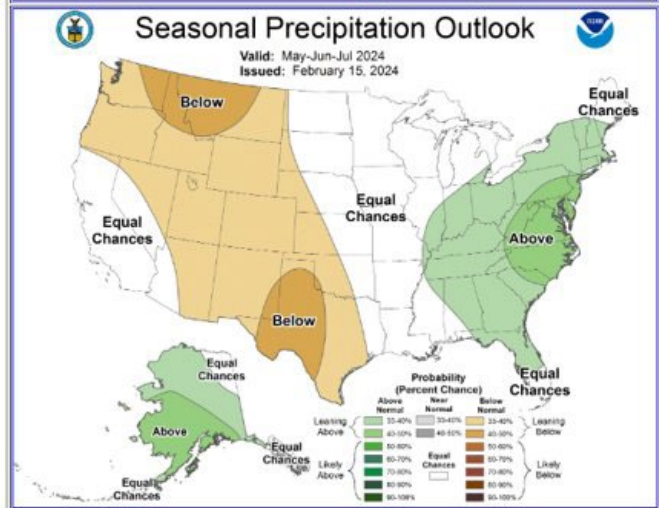 Seasonal Precipitation Outlook
Valid: May-Jun-Jul 2024
Issued: February 15, 2024
Below
Equal
Chances
Equal
Chances
Equal
Chances
Above
Below
Equal
Chances
Equal
Chances
Above
Equal
Chances
Equal
Chances
Probability
(Percent Chance)
Above
Normal
Near
Normal
Below
Normal
Leaning
Above
33-40%
33-40%
33-40%
Leaning
Below
40-50%
40-50%
40-50%
50-60%
50-60%
Likely
Above
60-70%
Equal
Chances
60-70%
Likely
Below
70-80%
70-80%
80-90%
80-90%
90-100%
90-100%